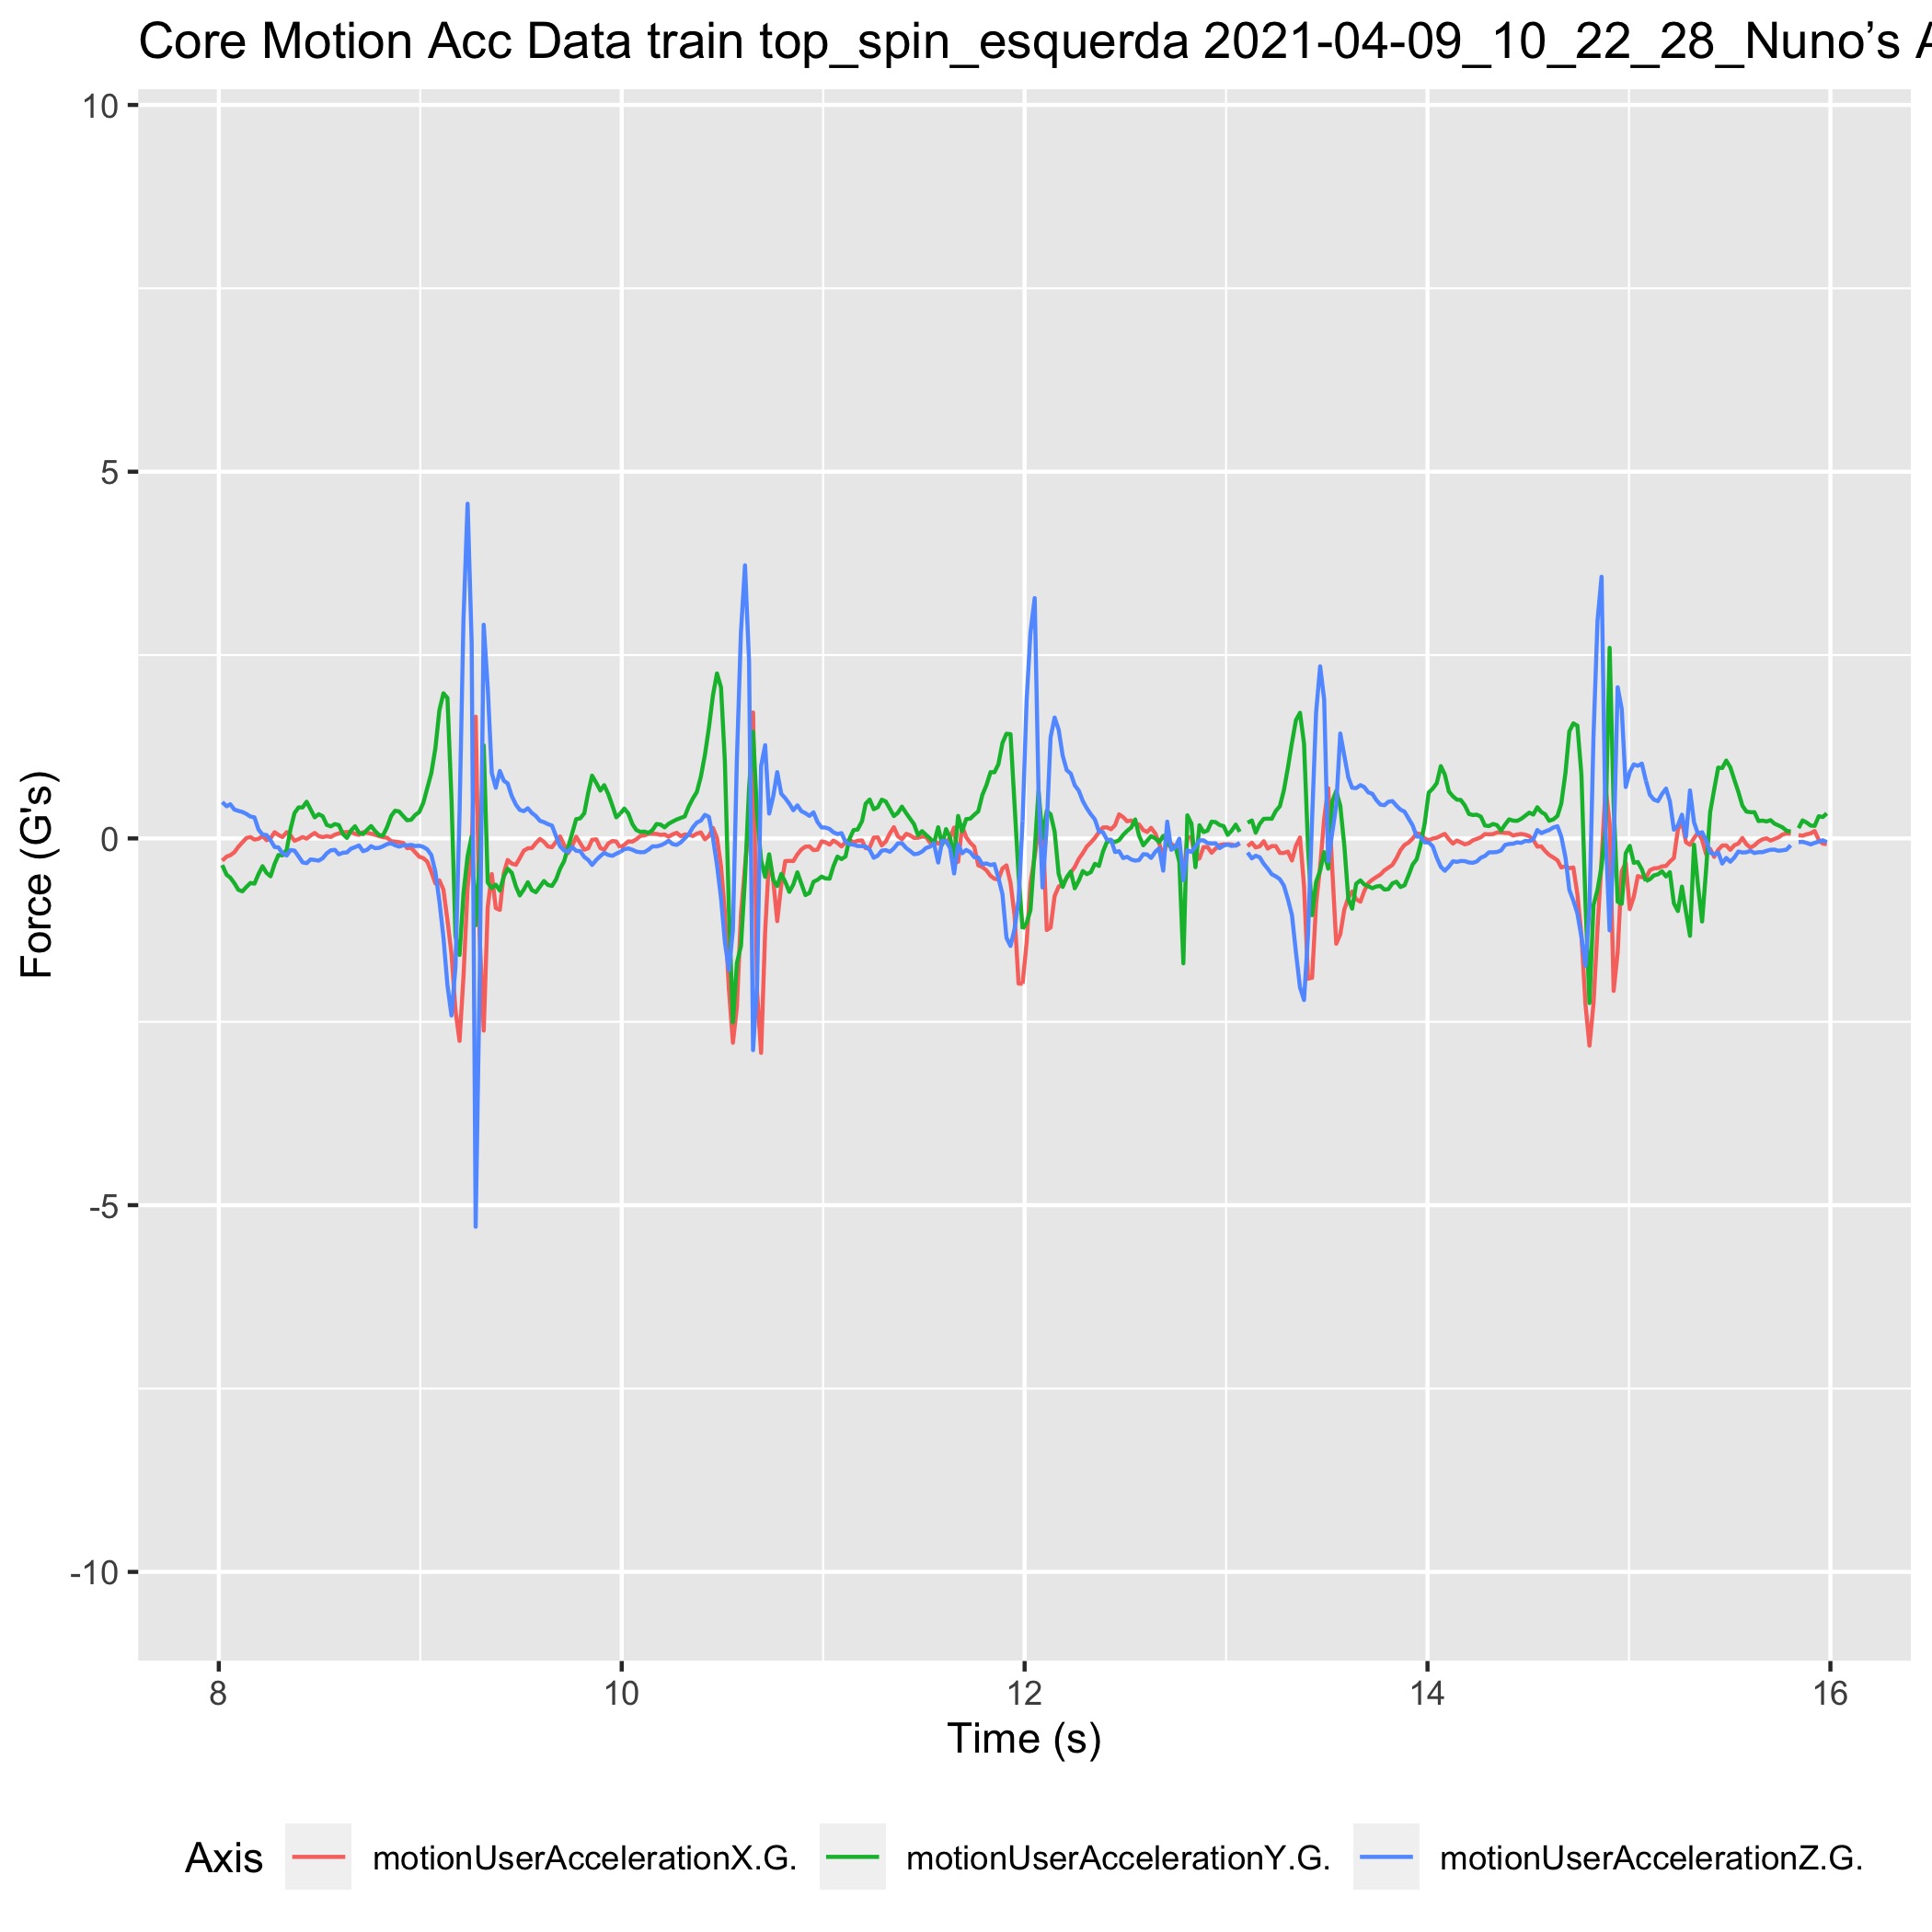 Core Motion Acc Data train top_spin_esquerda 2021-04-09_10_22_28_Nuno’s
10
5
0
-5
-10
Force (G's)
8 10 12 14 16
Time (s)
Axis motionUserAccelerationX.G. motionUserAccelerationY.G. motionUserAccelerationZ.G.